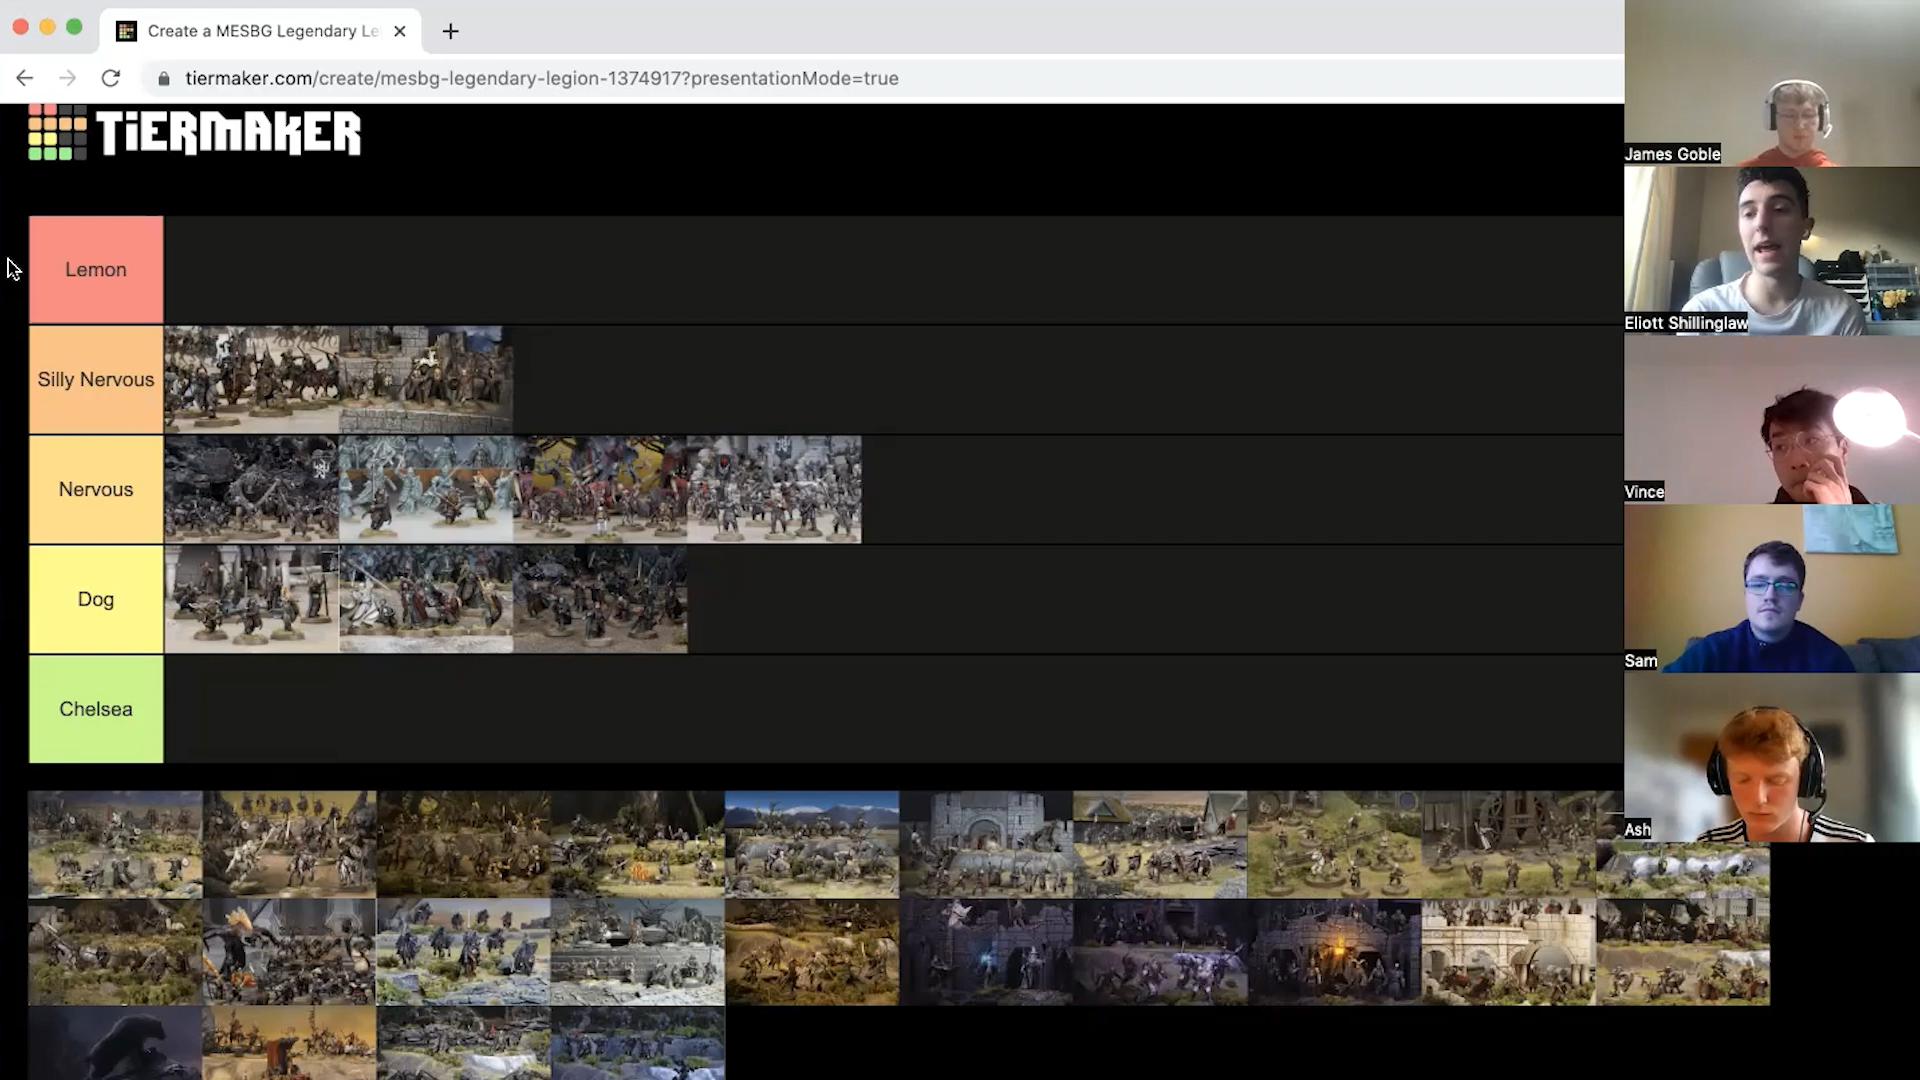 Create a MESBG Legendary Le
tiermaker.com/create/mesbg-legendary-legion-1374917?presentationMode=true
TiERMAKER
Lemon
Silly Nervous
Nervous
Dog
Chelsea
James Goble
Eliott Shillinglaw
Vince
Sam
Ash